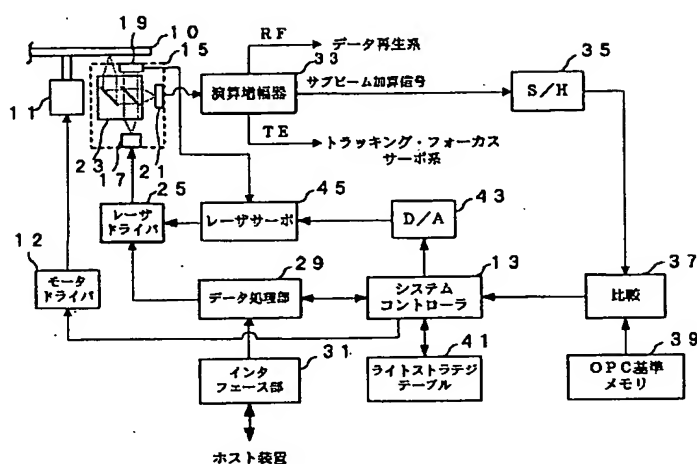 10
19
15
11
23
17
21
RF
データ再生系
33
演算増幅器
サブビーム加算信号
35
S/H
TE
トラッキング・フォーカス
サーボ系
25
レーザ
ドライバ
45
レーザサーボ
43
D/A
12
モータ
ドライバ
29
データ処理部
13
システム
コントローラ
37
比較
31
インタ
フェース部
41
ライトストラテジ
テーブル
39
OPC基準
メモリ
ホスト装置